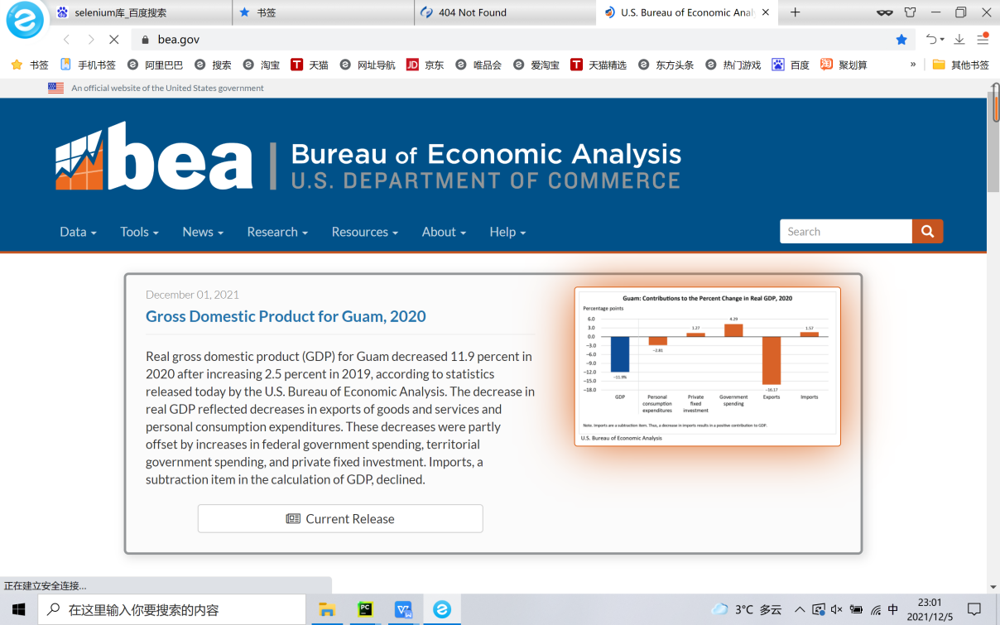 selenium库_百度搜索
书签
404 Not Found
U.S. Bureau of Economic Anal
bea.gov
书签 手机书签 阿里巴巴 搜索 淘宝 T 天猫 网址导航 JD 京东 唯品会 爱淘宝 T 天猫精选 东方头条 热门游戏 百度 淘 聚划算 » 其他书签
An official website of the United States government
bea
Bureau of Economic Analysis
U.S. DEPARTMENT OF COMMERCE
Data Tools News Research Resources About Help
Search
December 01, 2021
Gross Domestic Product for Guam, 2020
Real gross domestic product (GDP) for Guam decreased 11.9 percent in
2020 after increasing 2.5 percent in 2019, according to statistics
released today by the U.S. Bureau of Economic Analysis. The decrease in
real GDP reflected decreases in exports of goods and services and
personal consumption expenditures. These decreases were partly
offset by increases in federal government spending, territorial
government spending, and private fixed investment. Imports, a
subtraction item in the calculation of GDP, declined.
Current Release
Guam: Contributions to the Percent Change in Real GDP, 2020
Percentage points
6.0
3.0
0.0
−3.0
−6.0
−9.0
−12.0
−15.0
−18.0
−11.9%
−2.81
1.27
4.29
−16.17
1.57
GDP
Personal
consumption
expenditures
Private
fixed
investment
Government
spending
Exports
Imports
Note. Imports are a subtraction item. Thus, a decrease in imports results in a positive contribution to GDP.
U.S. Bureau of Economic Analysis
正在建立安全连接...
在这里输入你要搜索的内容
PC
3°C 多云
中
23:01
2021/12/5